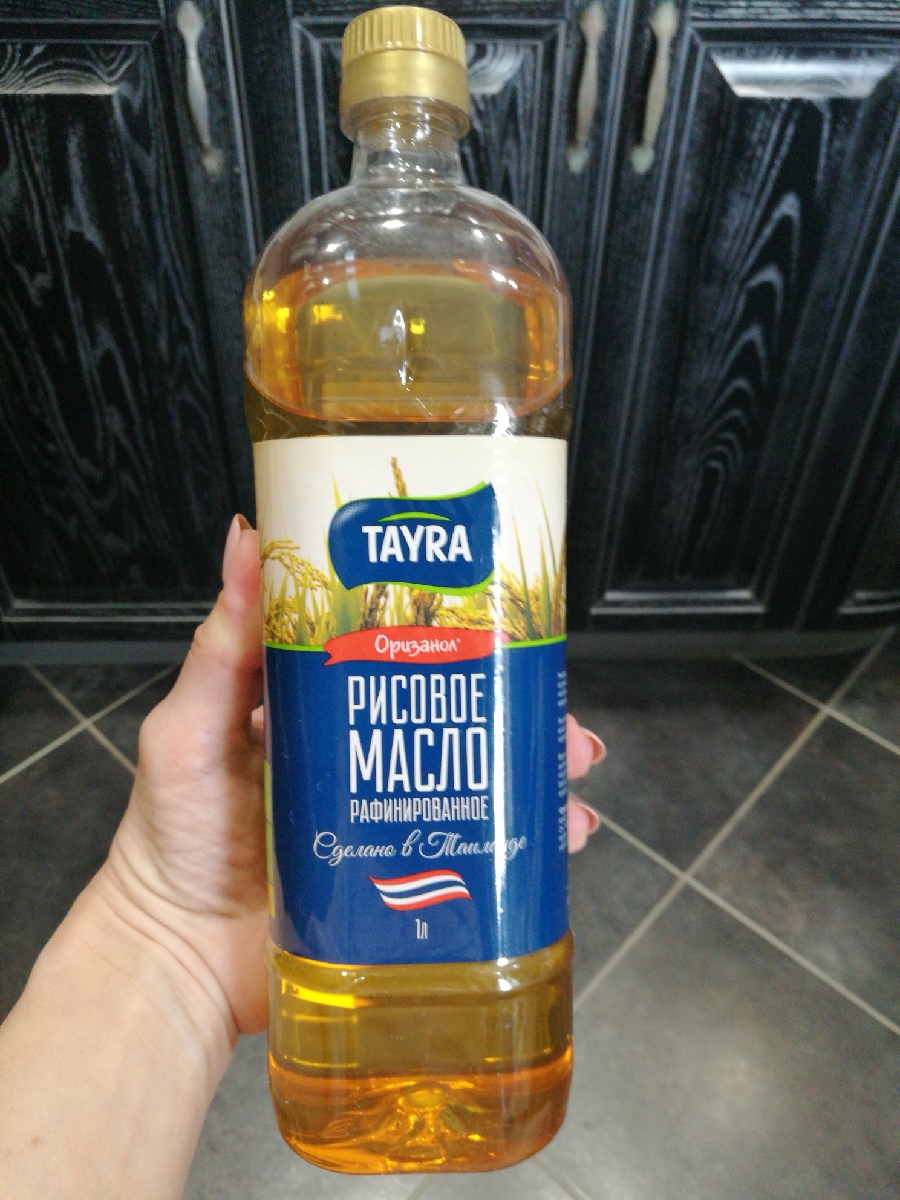 TAYRA
Оризанол*
РИСОВОЕ
МАСЛО
РАФИНИРОВАННОЕ
Сделано в Таиланде
1л